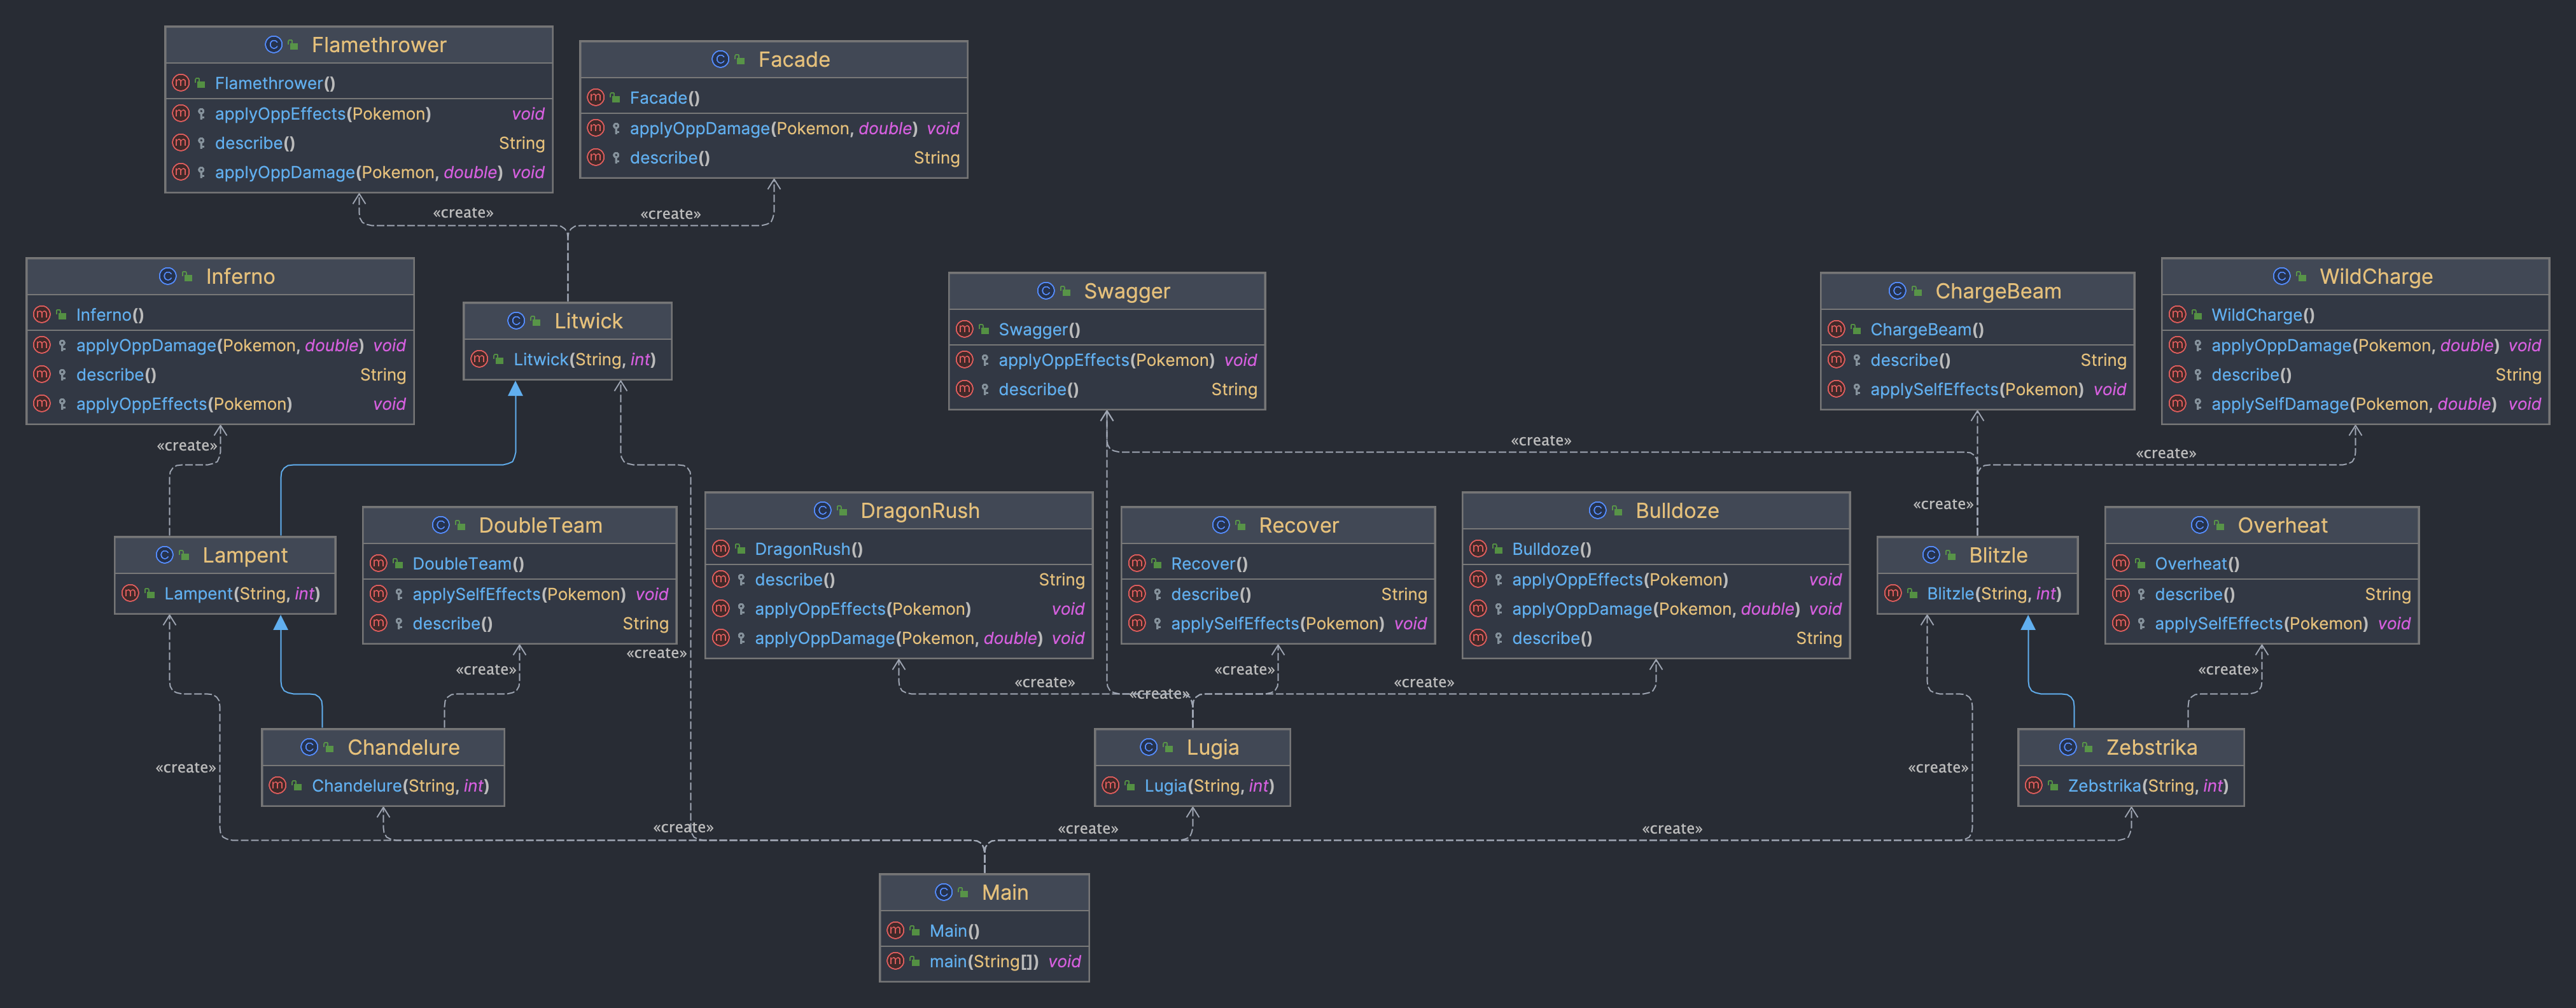 Flamethrower
Flamethrower()
applyOppEffects(Pokemon) void
describe() String
applyOppDamage(Pokemon, double) void
Facade
Facade()
applyOppDamage(Pokemon, double) void
describe() String
«create»
«create»
Inferno
Inferno()
applyOppDamage(Pokemon, double) void
describe() String
applyOppEffects(Pokemon) void
Litwick
Litwick(String, int)
Swagger
Swagger()
applyOppEffects(Pokemon) void
describe() String
ChargeBeam
ChargeBeam()
describe() String
applySelfEffects(Pokemon) void
WildCharge
WildCharge()
applyOppDamage(Pokemon, double) void
describe() String
applySelfDamage(Pokemon, double) void
«create»
«create»
«create»
«create»
Lampent
Lampent(String, int)
DoubleTeam
DoubleTeam()
applySelfEffects(Pokemon) void
describe() String
«create»
DragonRush
DragonRush()
describe() String
applyOppEffects(Pokemon) void
applyOppDamage(Pokemon, double) void
Recover
Recover()
describe() String
applySelfEffects(Pokemon) void
Bulldoze
Bulldoze()
applyOppEffects(Pokemon) void
applyOppDamage(Pokemon, double) void
describe() String
Blitzle
Blitzle(String, int)
Overheat
Overheat()
describe() String
applySelfEffects(Pokemon) void
«create»
«create»
«create»
«create»
«create»
«create»
Chandelure
Chandelure(String, int)
Lugia
Lugia(String, int)
Zebstrika
Zebstrika(String, int)
«create»
«create»
«create»
«create»
«create»
Main
Main()
main(String[]) void